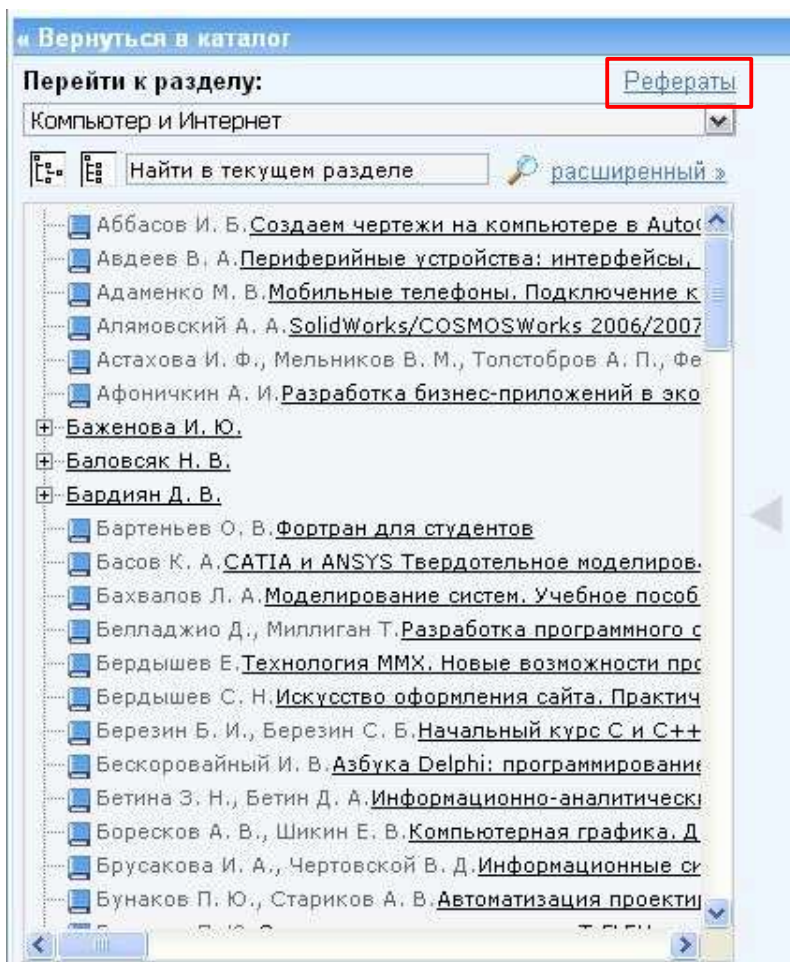 « Вернуться в каталог
Перейти к разделу: Рефераты
Компьютер и Интернет
Найти в текущем разделе расширенный »
Аббасов И. Б.Создаем чертежи на компьютере в Auto
Авдеев В. А.Периферийные устройства: интерфейсы,
Адаменко М. В.Мобильные телефоны. Подключение к
Алямовский А. А.SolidWorks/COSMOSWorks 2006/2007
Астахова И. Ф., Мельников В. М., Толстобров А. П., Фе
Афоничкин А. И.Разработка бизнес-приложений в эко
Баженова И. Ю.
Баловсяк Н. В.
Бардиян Д. В.
Бартеньев О. В.Фортран для студентов
Басов К. А.CATIA и ANSYS Твердотельное моделиров
Бахвалов Л. А.Моделирование систем. Учебное пособ
Белладжио Д., Миллиган Т.Разработка программного с
Бердышев Е.Технология MMX. Новые возможности про
Бердышев С. Н.Искусство оформления сайта. Практич
Березин Б. И., Березин С. Б.Начальный курс C и C++
Бескоровайный И. В.Азбука Delphi: программирование
Бетина З. Н., Бетин Д. А.Информационно-аналитически
Боресков А. В., Шикин Е. В.Компьютерная графика. Д
Брусакова И. А., Чертовской В. Д.Информационные си
Бунаков П. Ю., Стариков А. В.Автоматизация проекти